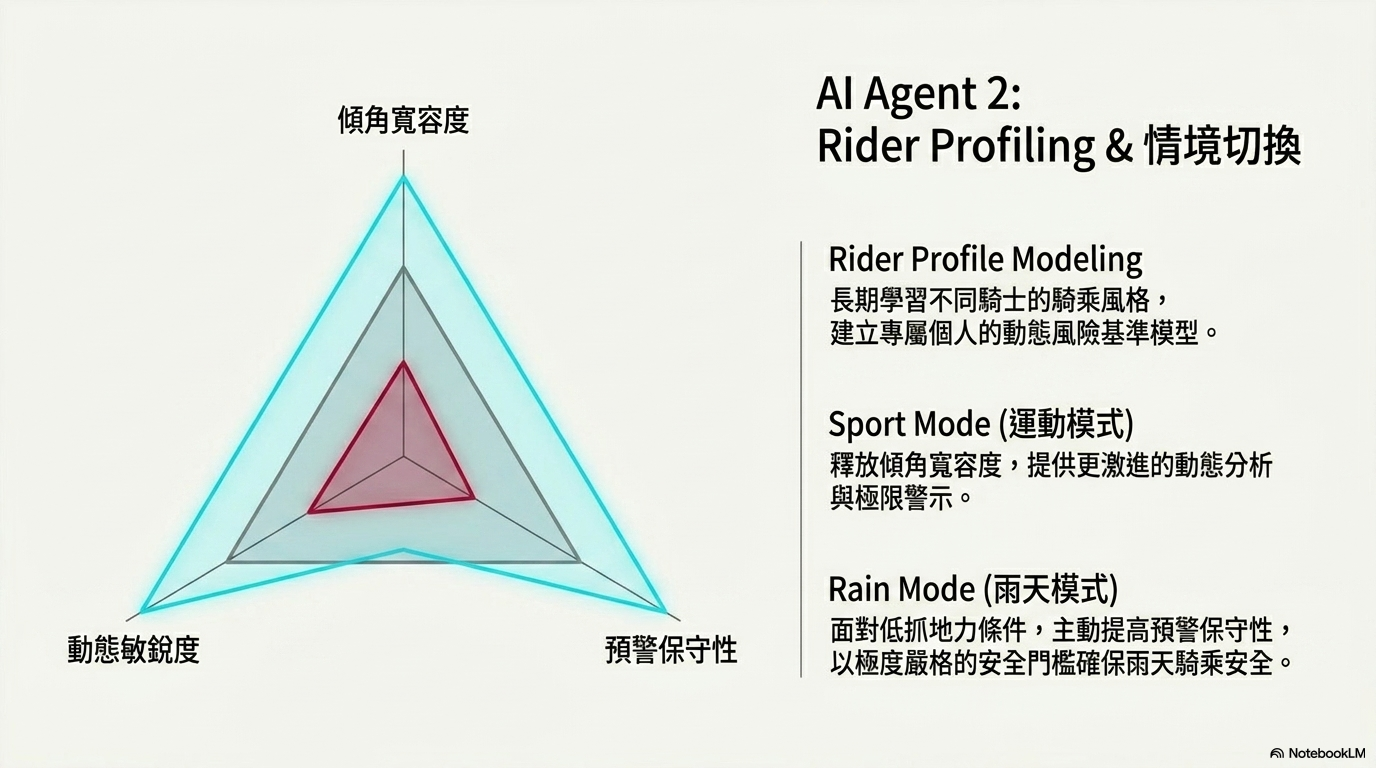 AI Agent 2:
Rider Profiling & 情境切換
傾角寬容度
動態敏銳度
預警保守性
Rider Profile Modeling
長期學習不同騎士的騎乘風格，
建立專屬個人的動態風險基準模型。
Sport Mode (運動模式)
釋放傾角寬容度，提供更激進的動態分析
與極限警示。
Rain Mode (雨天模式)
面對低抓地力條件，主動提高預警保守性，
以極度嚴格的安全門檻確保雨天騎乘安全。
NotebookLM